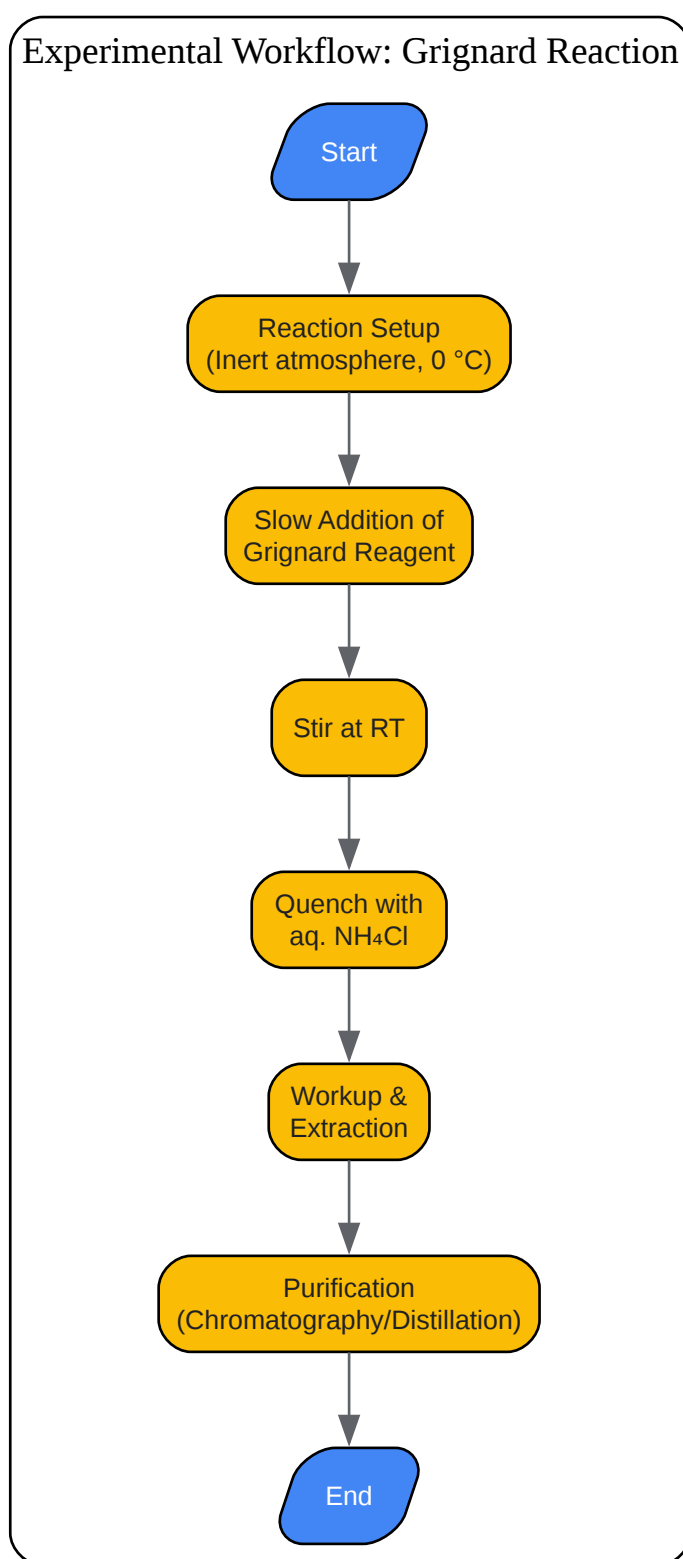 Experimental Workflow: Grignard Reaction
Start
Reaction Setup
(Inert atmosphere, 0 °C)
Slow Addition of
Grignard Reagent
Stir at RT
Quench with
aq. NH₄Cl
Workup &
Extraction
Purification
(Chromatography/Distillation)
End